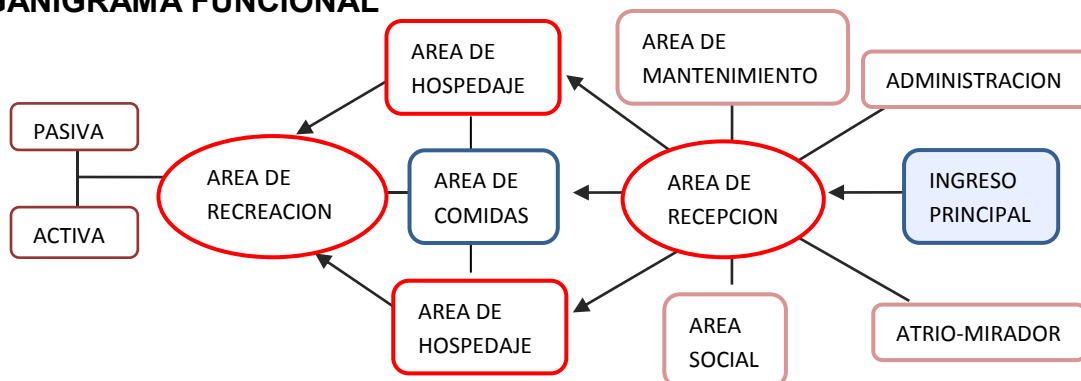 GANIGRAMA FUNCIONAL
AREA DE
HOSPEDAJE
AREA DE
MANTENIMIENTO
ADMINISTRACION
PASIVA
ACTIVA
AREA DE
RECREACION
AREA DE
COMIDAS
AREA DE
RECEPCION
INGRESO
PRINCIPAL
AREA DE
HOSPEDAJE
AREA
SOCIAL
ATRIO-MIRADOR